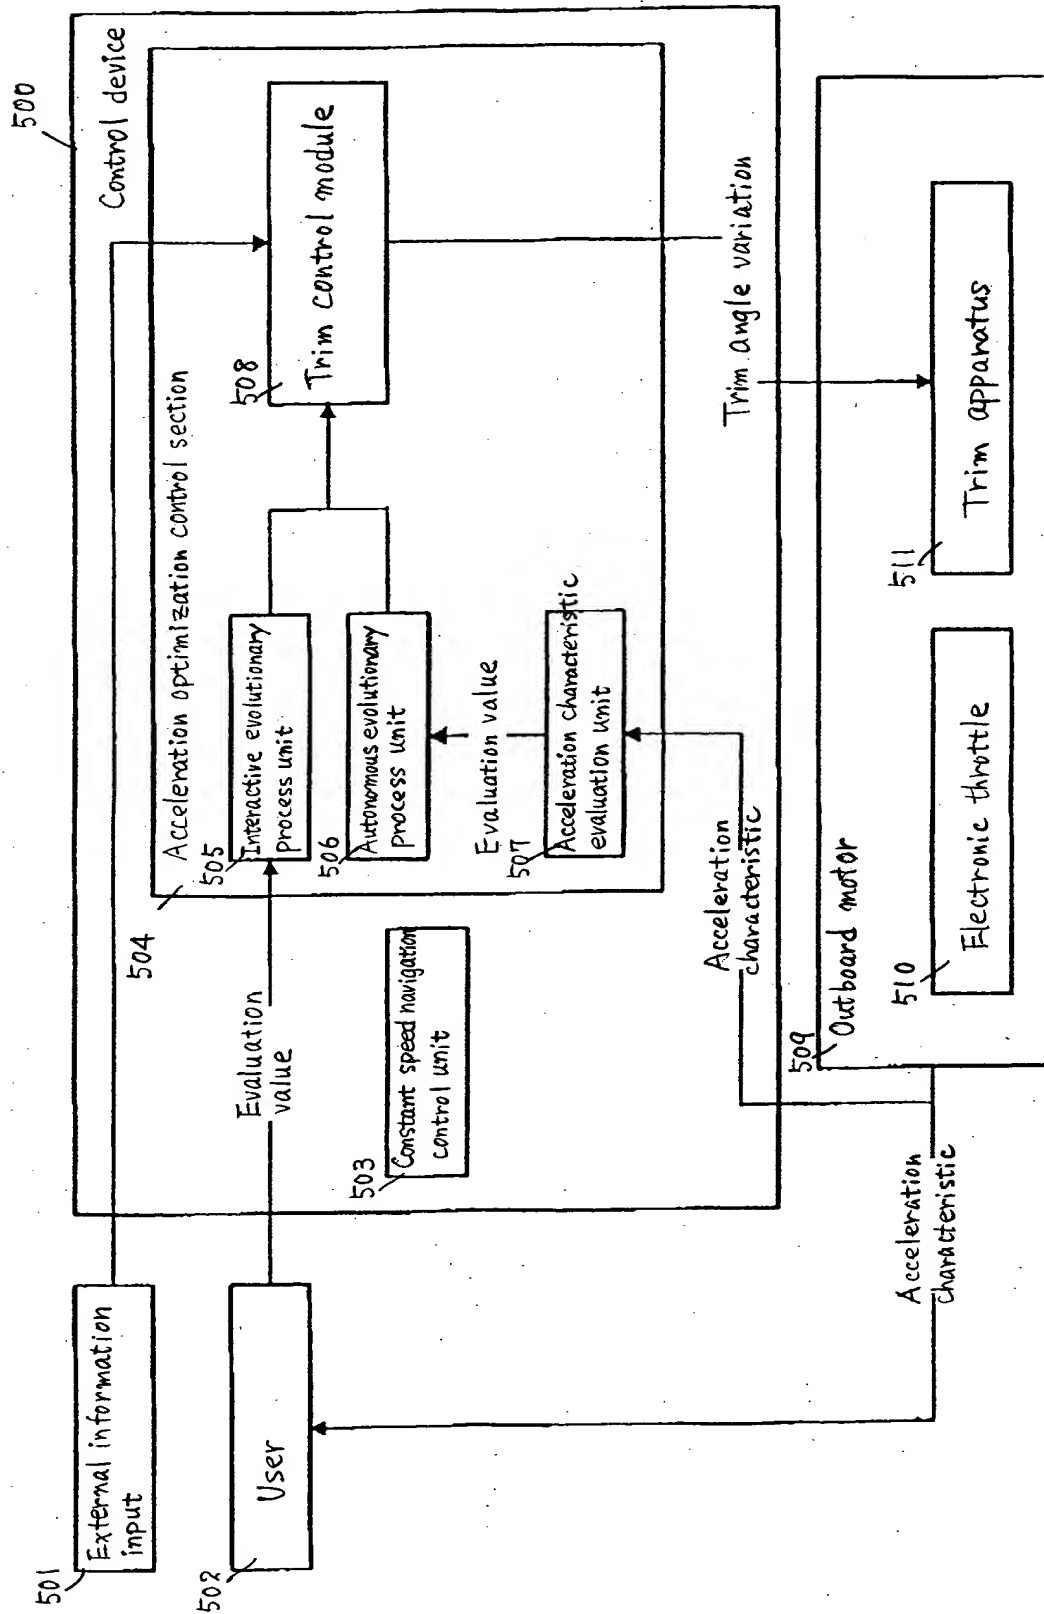 500
Control device
504
Acceleration optimization control section
501
External information
input
502
User
Evaluation
value
503
Constant speed navigation
control unit
505
Interactive evolutionary
process unit
506
Autonomous evolutionary
process unit
Evaluation value
507
Acceleration characteristic
evaluation unit
508
Trim control module
Trim angle variation
Acceleration
characteristic
509
Outboard motor
510
Electronic throttle
511
Trim apparatus
Acceleration
characteristic